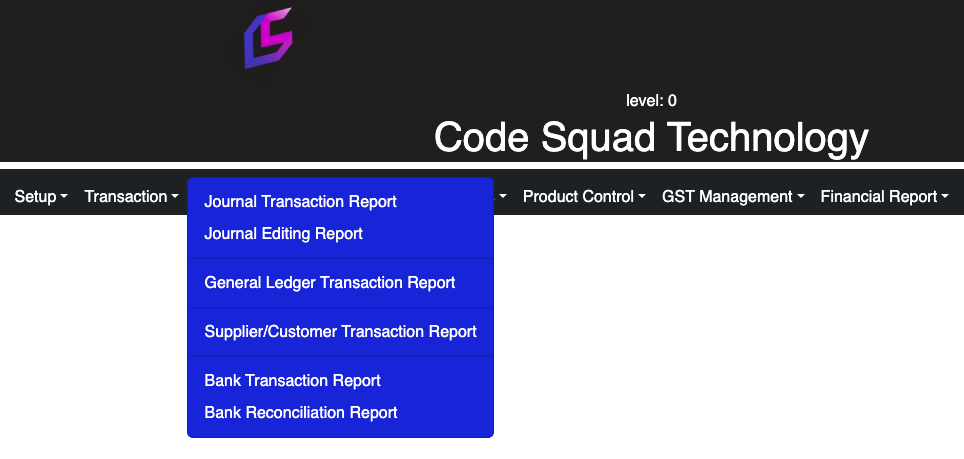 level: 0
Code Squad Technology
Setup
Transaction
Product Control
GST Management
Financial Report
Journal Transaction Report
Journal Editing Report
General Ledger Transaction Report
Supplier/Customer Transaction Report
Bank Transaction Report
Bank Reconciliation Report